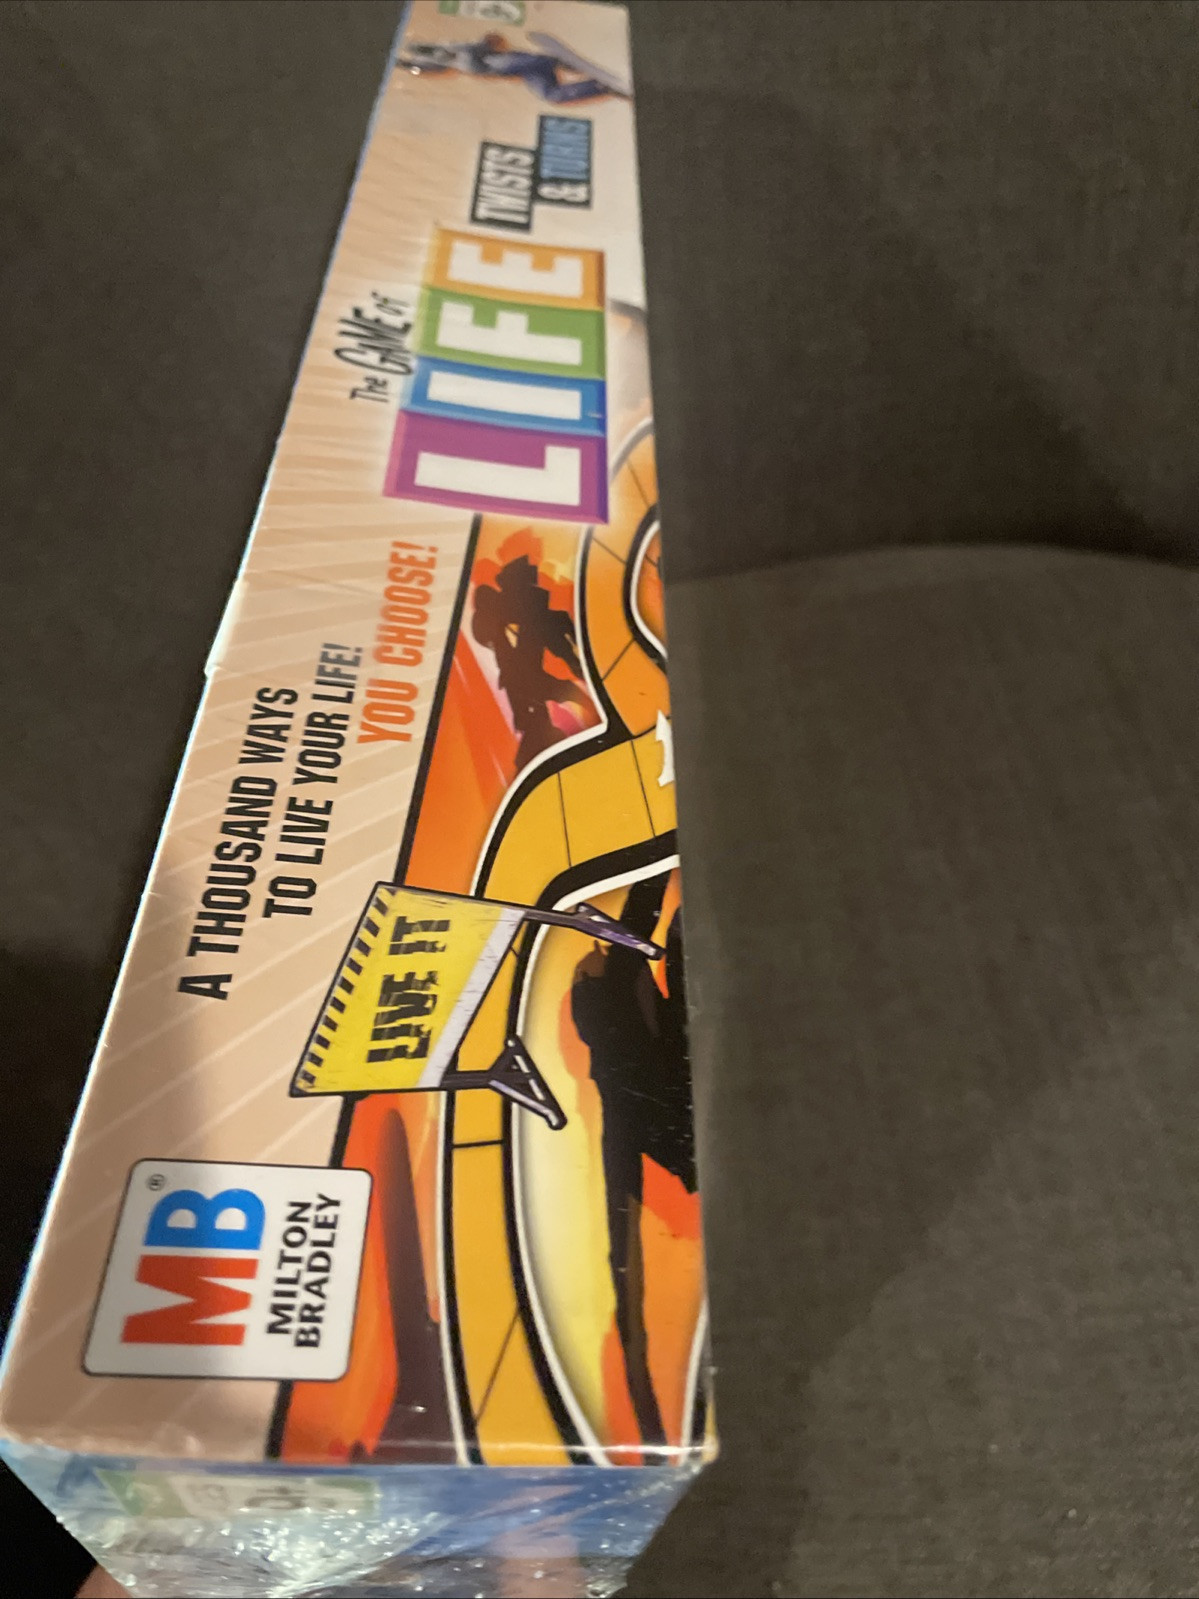 MB®
MILTON
BRADLEY
A THOUSAND WAYS
TO LIVE YOUR LIFE!
YOU CHOOSE!
LIVE IT
The GAME of
LIFE
TWISTS
& TURNS